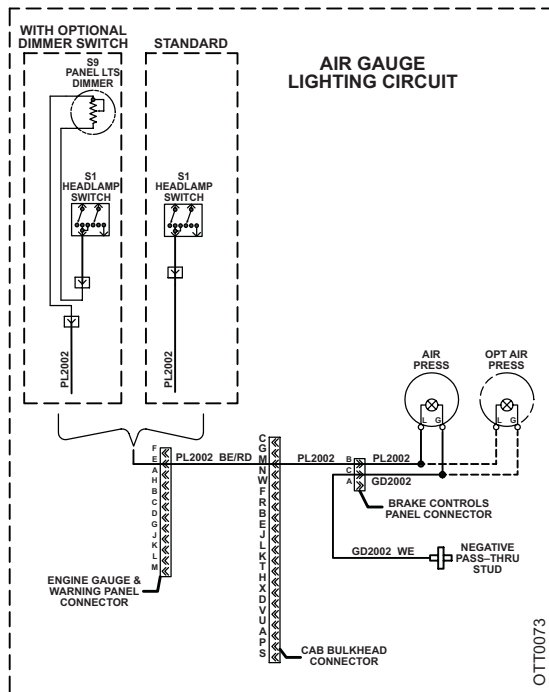 WITH OPTIONAL
DIMMER SWITCH
STANDARD
AIR GAUGE
LIGHTING CIRCUIT
S9
PANEL LTS
DIMMER
S1
HEADLAMP
SWITCH
S1
HEADLAMP
SWITCH
PL2002
PL2002
AIR
PRESS
OPT AIR
PRESS
L
G
L
G
F
E
A
H
B
C
D
G
J
K
L
M
PL2002 BE/RD
C
G
M
N
W
F
R
B
E
J
L
K
T
H
X
D
V
U
A
P
S
PL2002
B
C
A
PL2002
GD2002
BRAKE CONTROLS
PANEL CONNECTOR
GD2002 WE
NEGATIVE
PASS–THRU
STUD
ENGINE GAUGE &
WARNING PANEL
CONNECTOR
CAB BULKHEAD
CONNECTOR
OTT0073